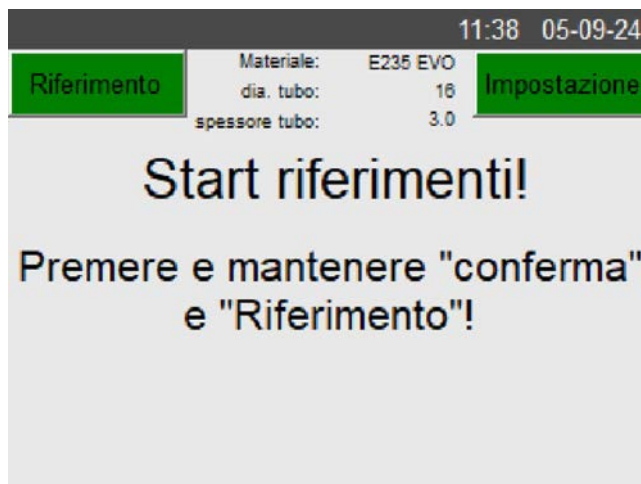 11:38 05-09-24
Riferimento
Materiale: E235 EVO
dia. tubo: 16
spessore tubo: 3.0
Impostazione
Start riferimenti!
Premere e mantenere "conferma"
e "Riferimento"!